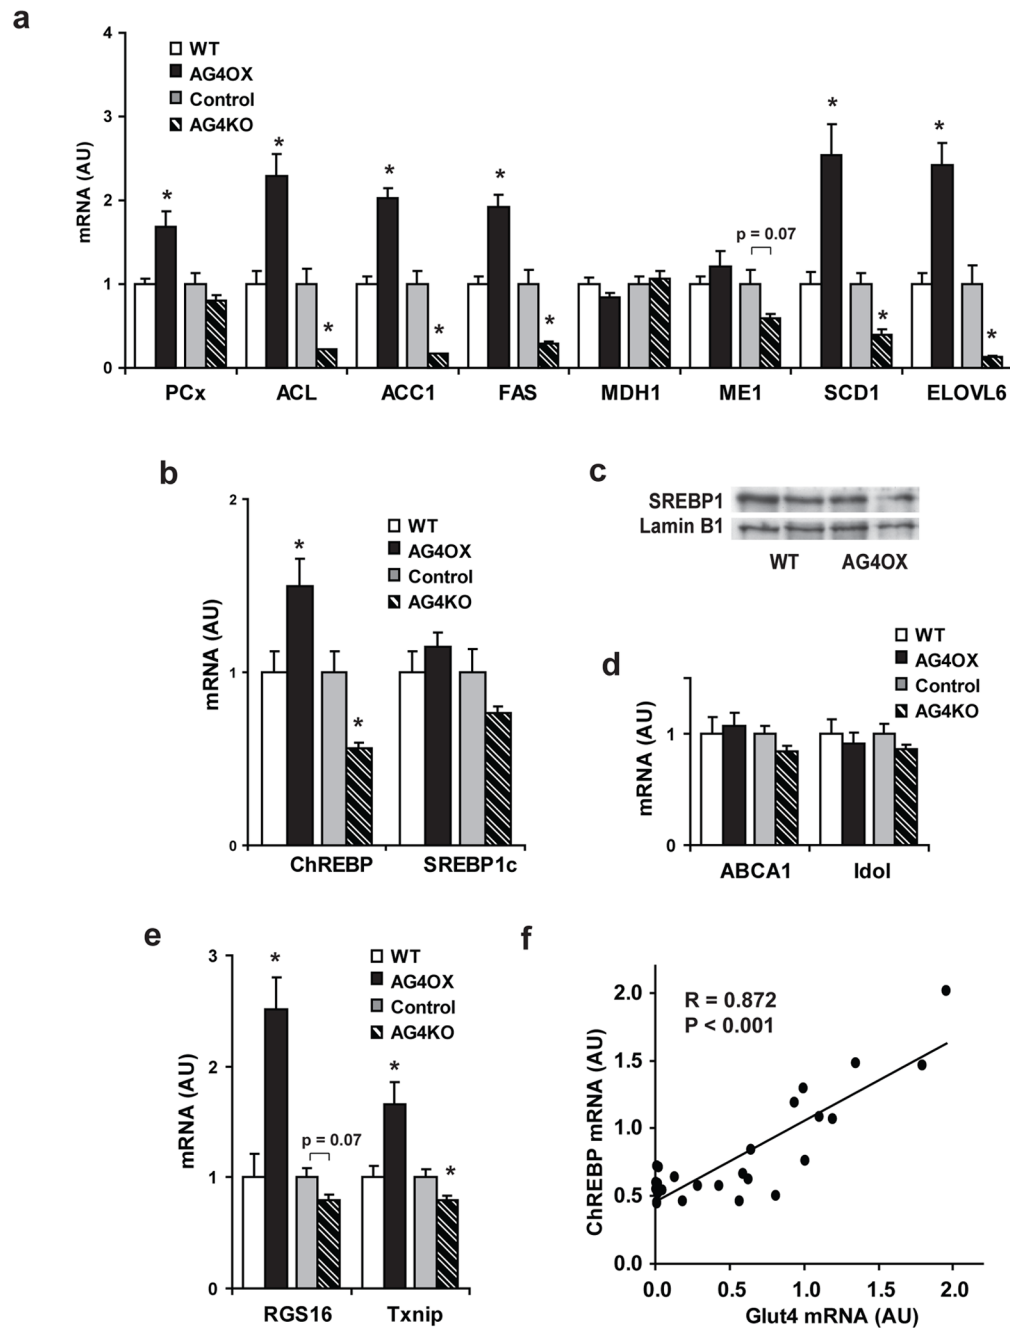 a
4
3
2
1
0
mRNA (AU)
WT
AG4OX
Control
AG4KO
*
*
*
*
*
*
*
p = 0.07
*
*
*
*
PCx ACL ACC1 FAS MDH1 ME1 SCD1 ELOVL6
b
2
1
0
mRNA (AU)
WT
AG4OX
Control
AG4KO
*
*
ChREBP SREBP1c
c
SREBP1
Lamin B1
WT AG4OX
d
WT
AG4OX
Control
AG4KO
mRNA (AU)
1
0
ABCA1 Idol
e
3
2
1
0
mRNA (AU)
WT
AG4OX
Control
AG4KO
*
p = 0.07
*
*
RGS16 Txnip
f
R = 0.872
P < 0.001
ChREBP mRNA (AU)
2.0
1.5
1.0
0.5
0.0
0.0 0.5 1.0 1.5 2.0
Glut4 mRNA (AU)